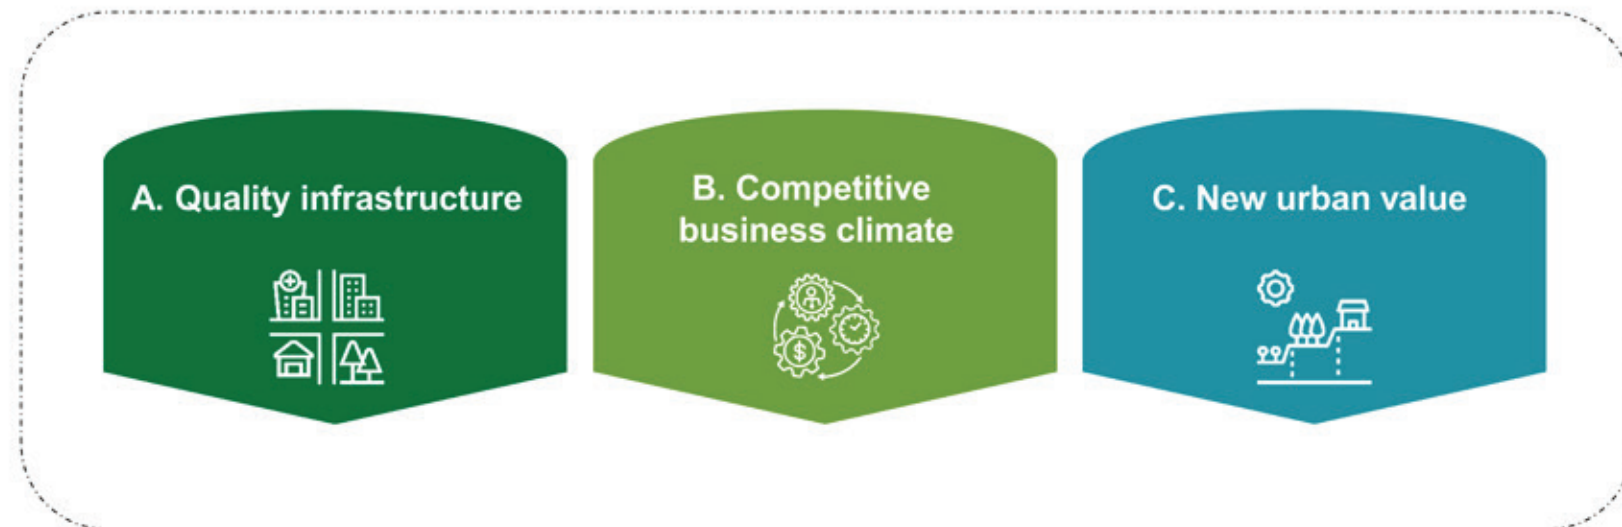 A. Quality infrastructure
B. Competitive
business climate
C. New urban value
$